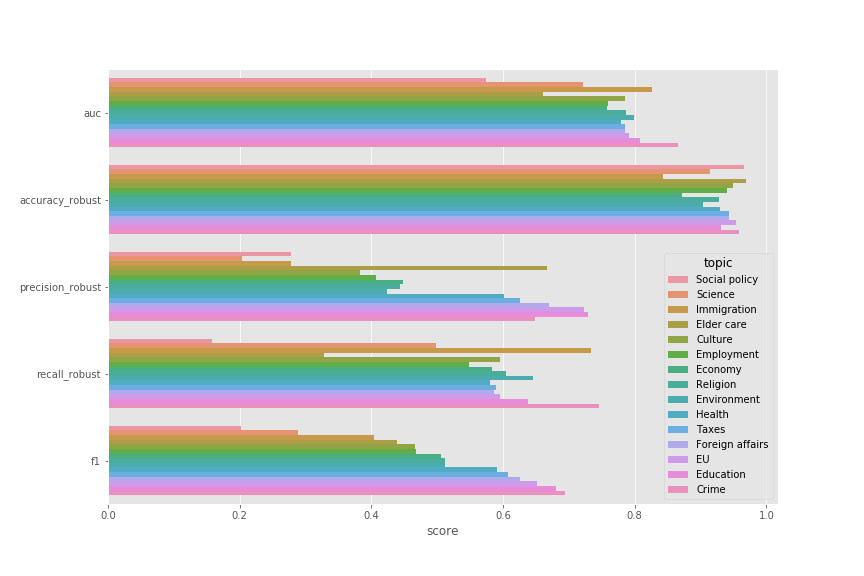 auc
accuracy_robust
precision_robust
recall_robust
f1
topic
Social policy
Science
Immigration
Elder care
Culture
Employment
Economy
Religion
Environment
Health
Taxes
Foreign affairs
EU
Education
Crime
0.0 0.2 0.4 0.6 0.8 1.0
score